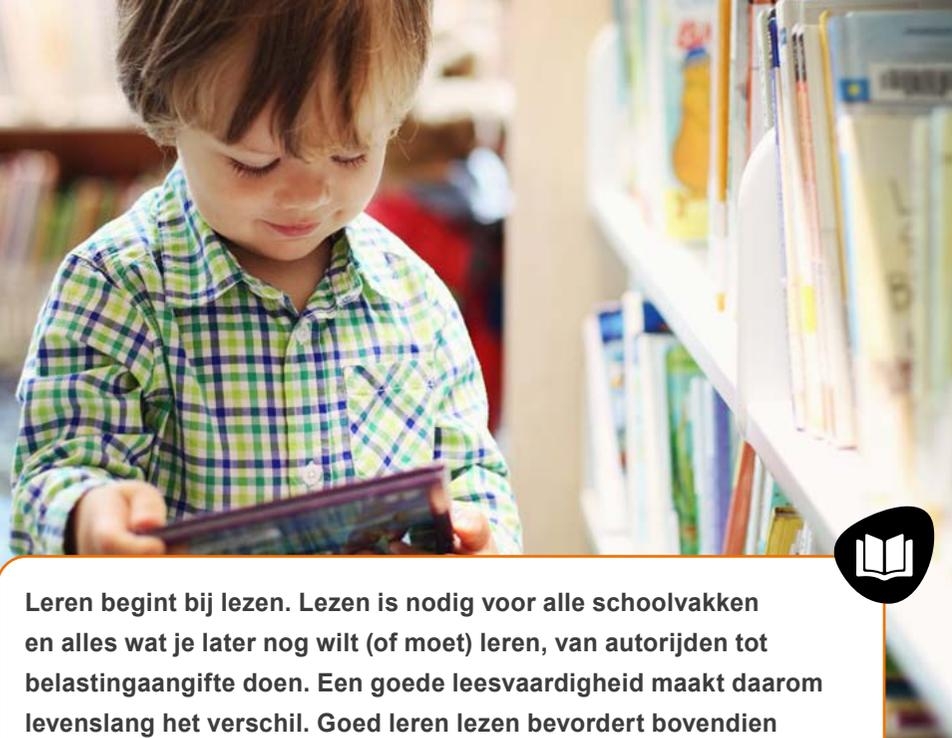 Leren begint bij lezen. Lezen is nodig voor alle schoolvakken
en alles wat je later nog wilt (of moet) leren, van autorijden tot
belastingaangifte doen. Een goede leesvaardigheid maakt daarom
levenslang het verschil. Goed leren lezen bevordert bovendien